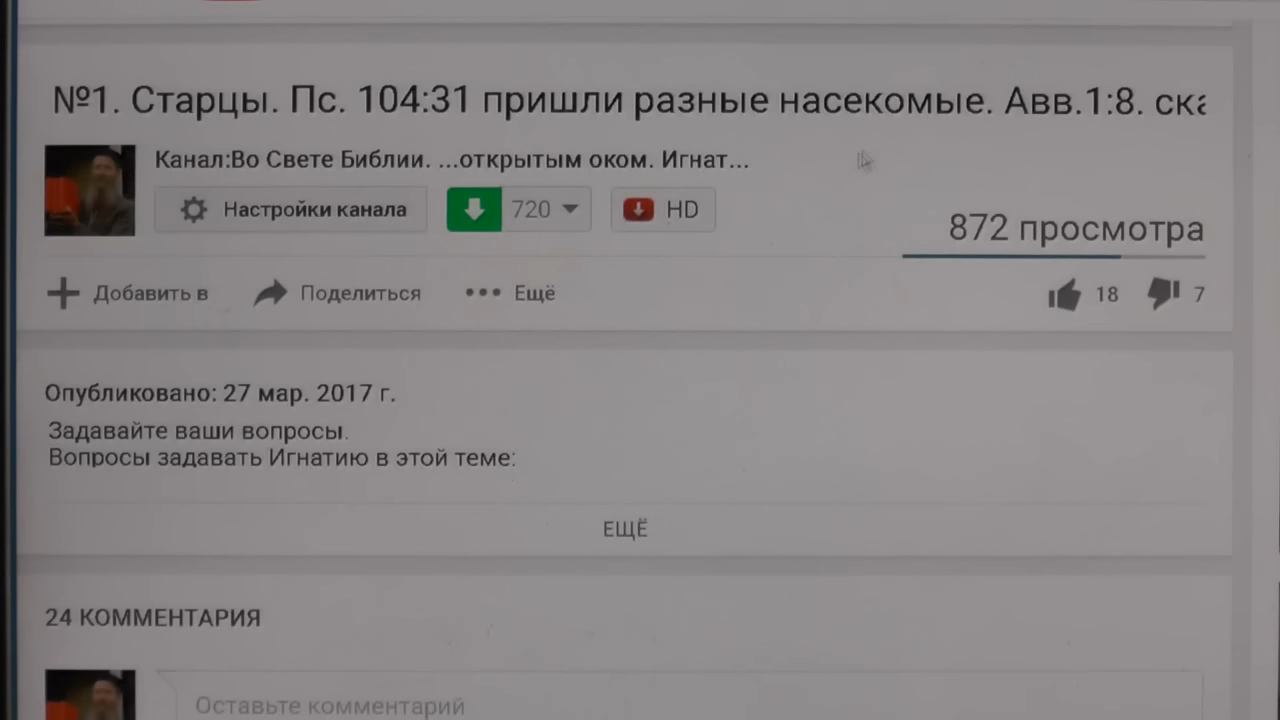 №1. Старцы. Пс. 104:31 пришли разные насекомые. Авв.1:8. ска
Канал:Во Свете Библии. ...открытым оком. Игнат...
Настройки канала 720 HD
872 просмотра
Добавить в Поделиться Ещё 18 7
Опубликовано: 27 мар. 2017 г.
Задавайте ваши вопросы.
Вопросы задавать Игнатию в этой теме:
ЕЩЁ
24 КОММЕНТАРИЯ
Оставьте комментарий